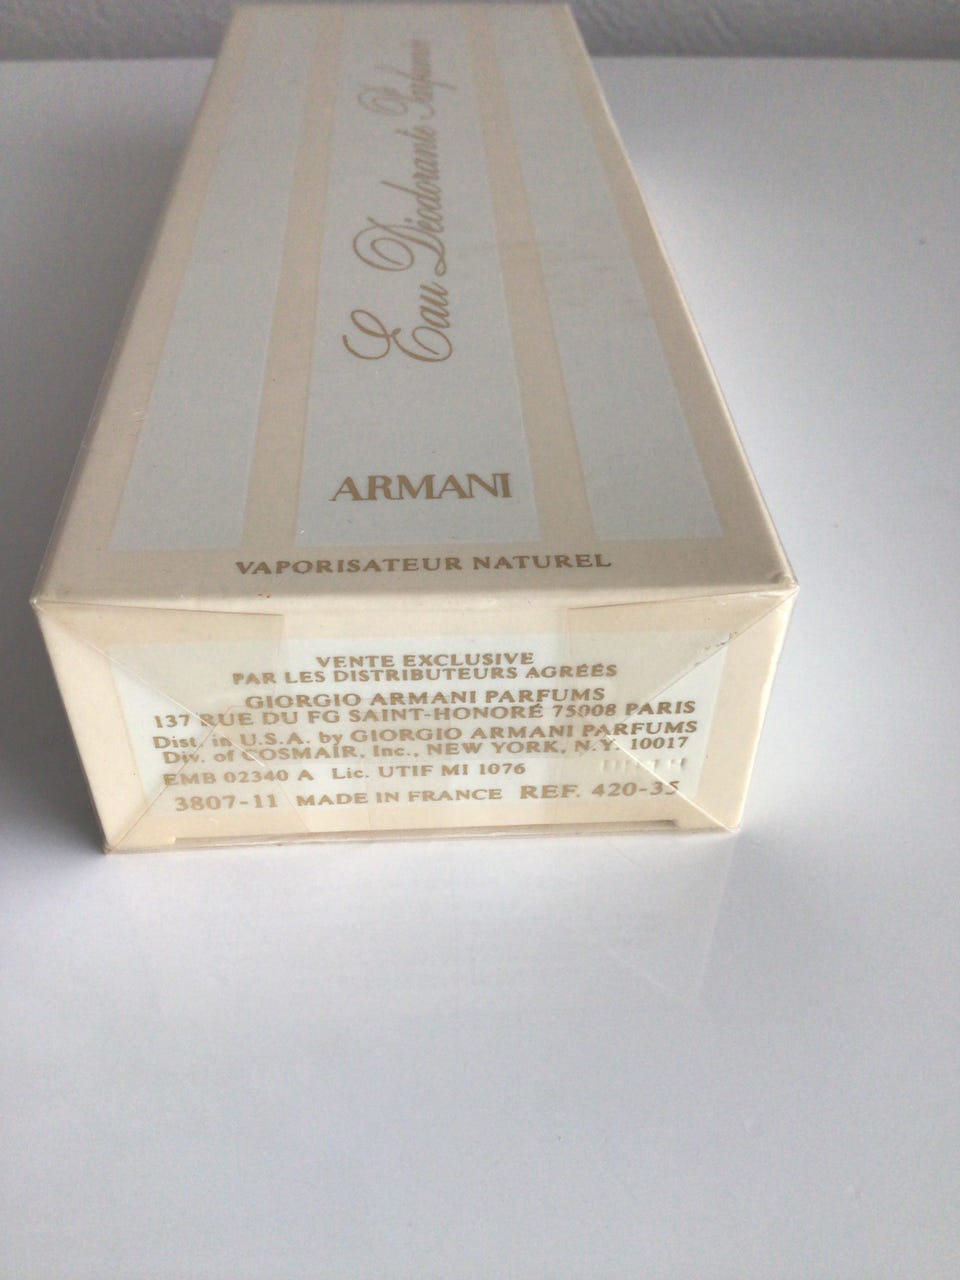 Eau Déodorante Parfumée
ARMANI
VAPORISATEUR NATUREL
VENTE EXCLUSIVE
PAR LES DISTRIBUTEURS AGRÉÉS
GIORGIO ARMANI PARFUMS
137 RUE DU FG SAINT-HONORÉ 75008 PARIS
Dist. in U.S.A. by GIORGIO ARMANI PARFUMS
Div. of COSMAIR, Inc., NEW YORK, N.Y. 10017
EMB 02340 A Lic. UTIF MI 1076
3807-11 MADE IN FRANCE REF. 420-35